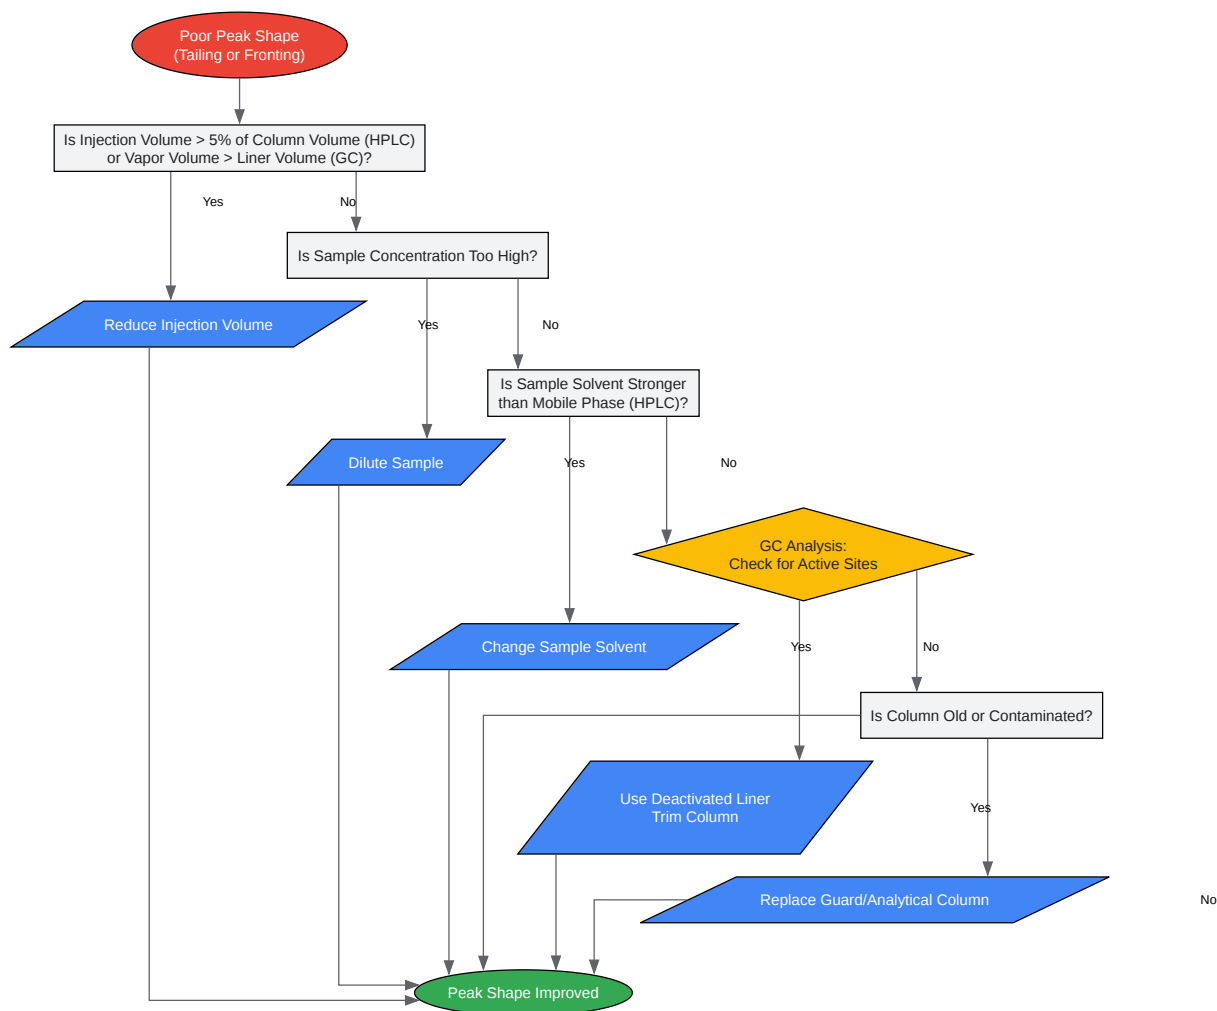 Poor Peak Shape
(Tailing or Fronting)
Is Injection Volume > 5% of Column Volume (HPLC)
or Vapor Volume > Liner Volume (GC)?
Yes
No
Is Sample Concentration Too High?
Reduce Injection Volume
Yes
No
Is Sample Solvent Stronger
than Mobile Phase (HPLC)?
Dilute Sample
Yes
No
GC Analysis:
Check for Active Sites
Change Sample Solvent
Yes
No
Is Column Old or Contaminated?
Use Deactivated Liner
Trim Column
Yes
Replace Guard/Analytical Column
No
Peak Shape Improved